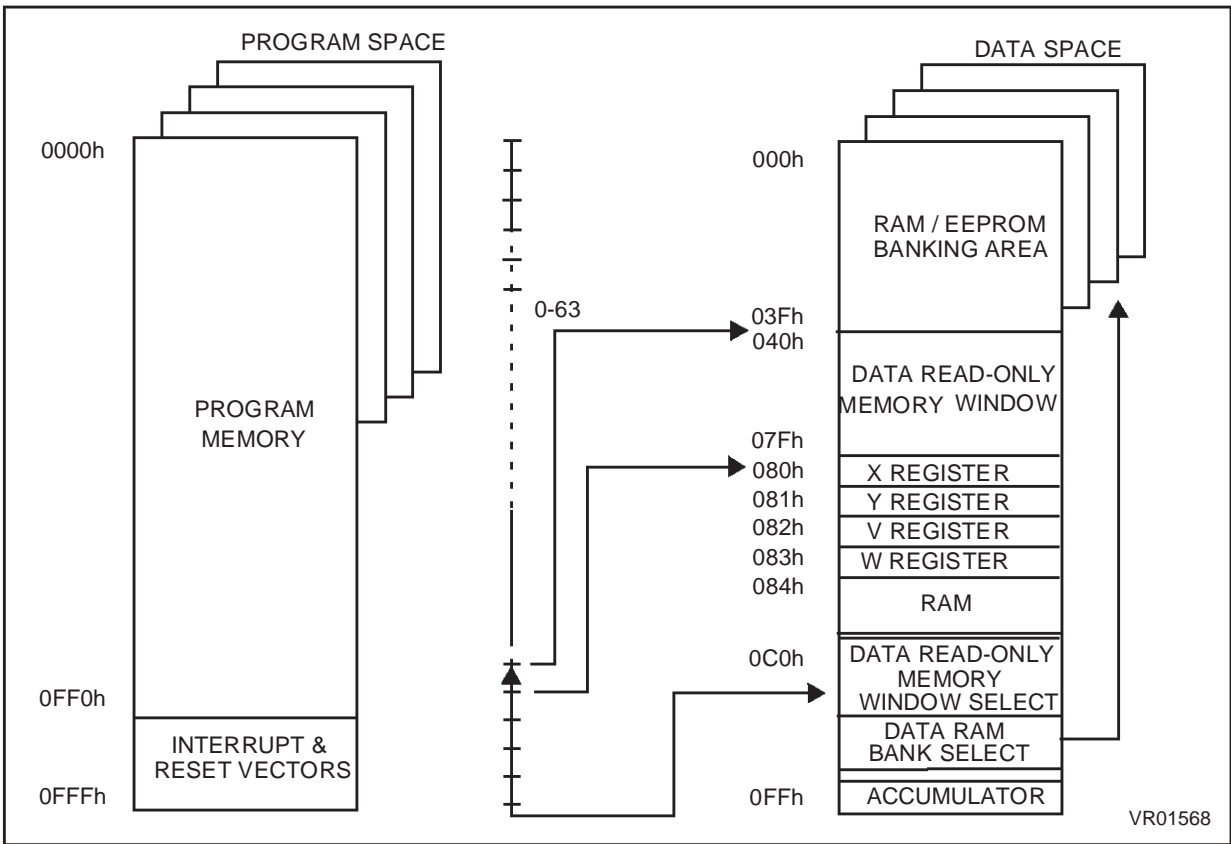 PROGRAM SPACE
0000h
PROGRAM
MEMORY
0FF0h
INTERRUPT &
RESET VECTORS
0FFFh
0-63
DATA SPACE
000h
RAM / EEPROM
BANKING AREA
03Fh
040h
DATA READ-ONLY
MEMORY WINDOW
07Fh
080h
X REGISTER
081h
Y REGISTER
082h
V REGISTER
083h
W REGISTER
084h
RAM
0C0h
DATA READ-ONLY
MEMORY
WINDOW SELECT
DATA RAM
BANK SELECT
0FFh
ACCUMULATOR
VR01568